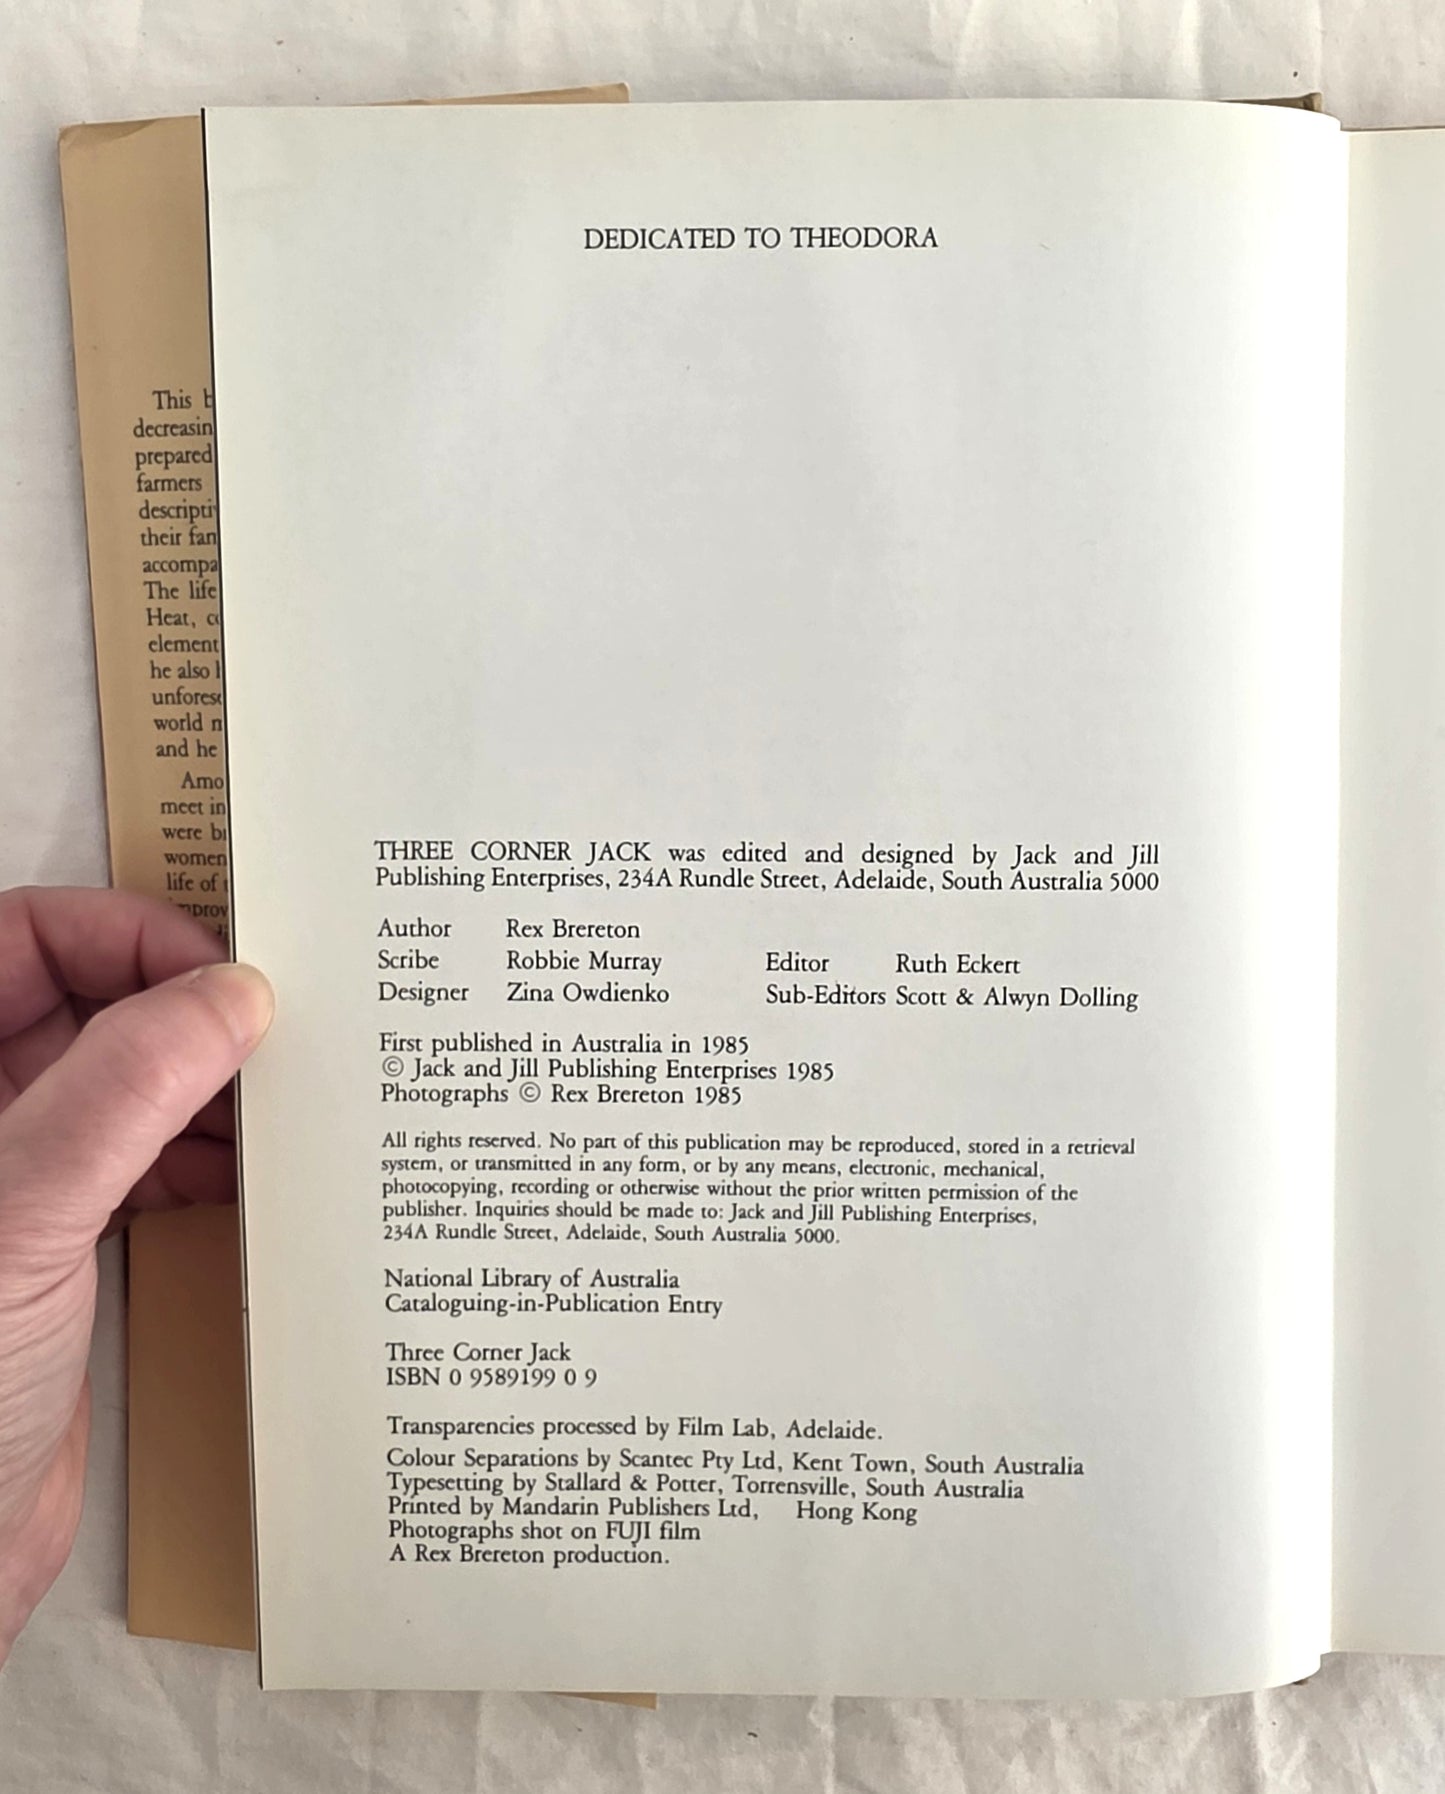 DEDICATED TO THEODORA
This
decreasin
prepared
farmers
descripti
their fan
accompa
The life
Heat,
element
he also
unfores
world
and he
Amo
meet in
were
women
life of
improv
THREE CORNER JACK was edited and designed by Jack and Jill
Publishing Enterprises, 234A Rundle Street, Adelaide, South Australia 5000
Author Rex Brereton
Scribe Robbie Murray Editor Ruth Eckert
Designer Zina Owdienko Sub-Editors Scott & Alwyn Dolling
First published in Australia in 1985
© Jack and Jill Publishing Enterprises 1985
Photographs © Rex Brereton 1985
All rights reserved. No part of this publication may be reproduced, stored in a retrieval
system, or transmitted in any form, or by any means, electronic, mechanical,
photocopying, recording or otherwise without the prior written permission of the
publisher. Inquiries should be made to: Jack and Jill Publishing Enterprises,
234A Rundle Street, Adelaide, South Australia 5000.
National Library of Australia
Cataloguing-in-Publication Entry
Three Corner Jack
ISBN 0 9589199 0 9
Transparencies processed by Film Lab, Adelaide.
Colour Separations by Scantec Pty Ltd, Kent Town, South Australia
Typesetting by Stallard & Potter, Torrensville, South Australia
Printed by Mandarin Publishers Ltd, Hong Kong
Photographs shot on FUJI film
A Rex Brereton production.